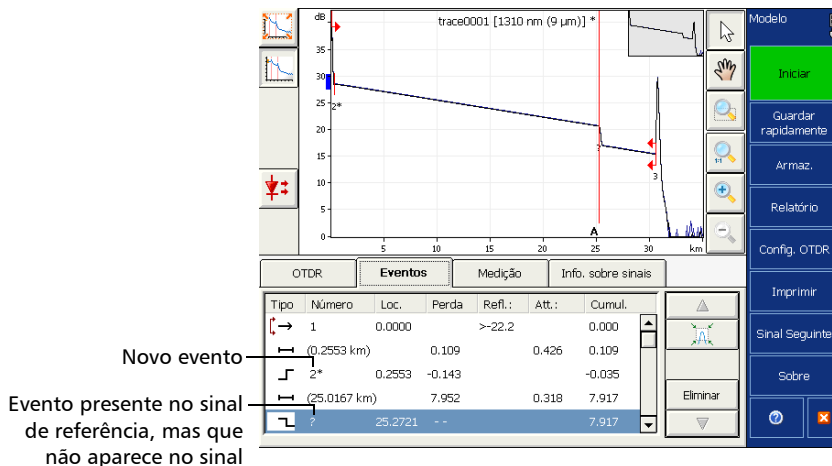 dB
trace0001 [1310 nm (9 µm)] *
35
30
25
20
15
10
5
0
2*
?
3
A
5
10
15
20
25
30
km
1:1
OTDR
Eventos
Medição
Info. sobre sinais
Tipo Número Loc. Perda Refl.: Att.: Cumul.
1 0.0000 >-22.2 0.000
(0.2553 km) 0.109 0.426 0.109
2* 0.2553 -0.143 -0.035
(25.0167 km) 7.952 0.318 7.917
? 25.2721 -- 7.917
Eliminar
Novo evento
Evento presente no sinal
de referência, mas que
não aparece no sinal
Modelo
Iniciar
Guardar
rapidamente
Armaz.
Relatório
Config. OTDR
Imprimir
Sinal Seguinte
Sobre
?